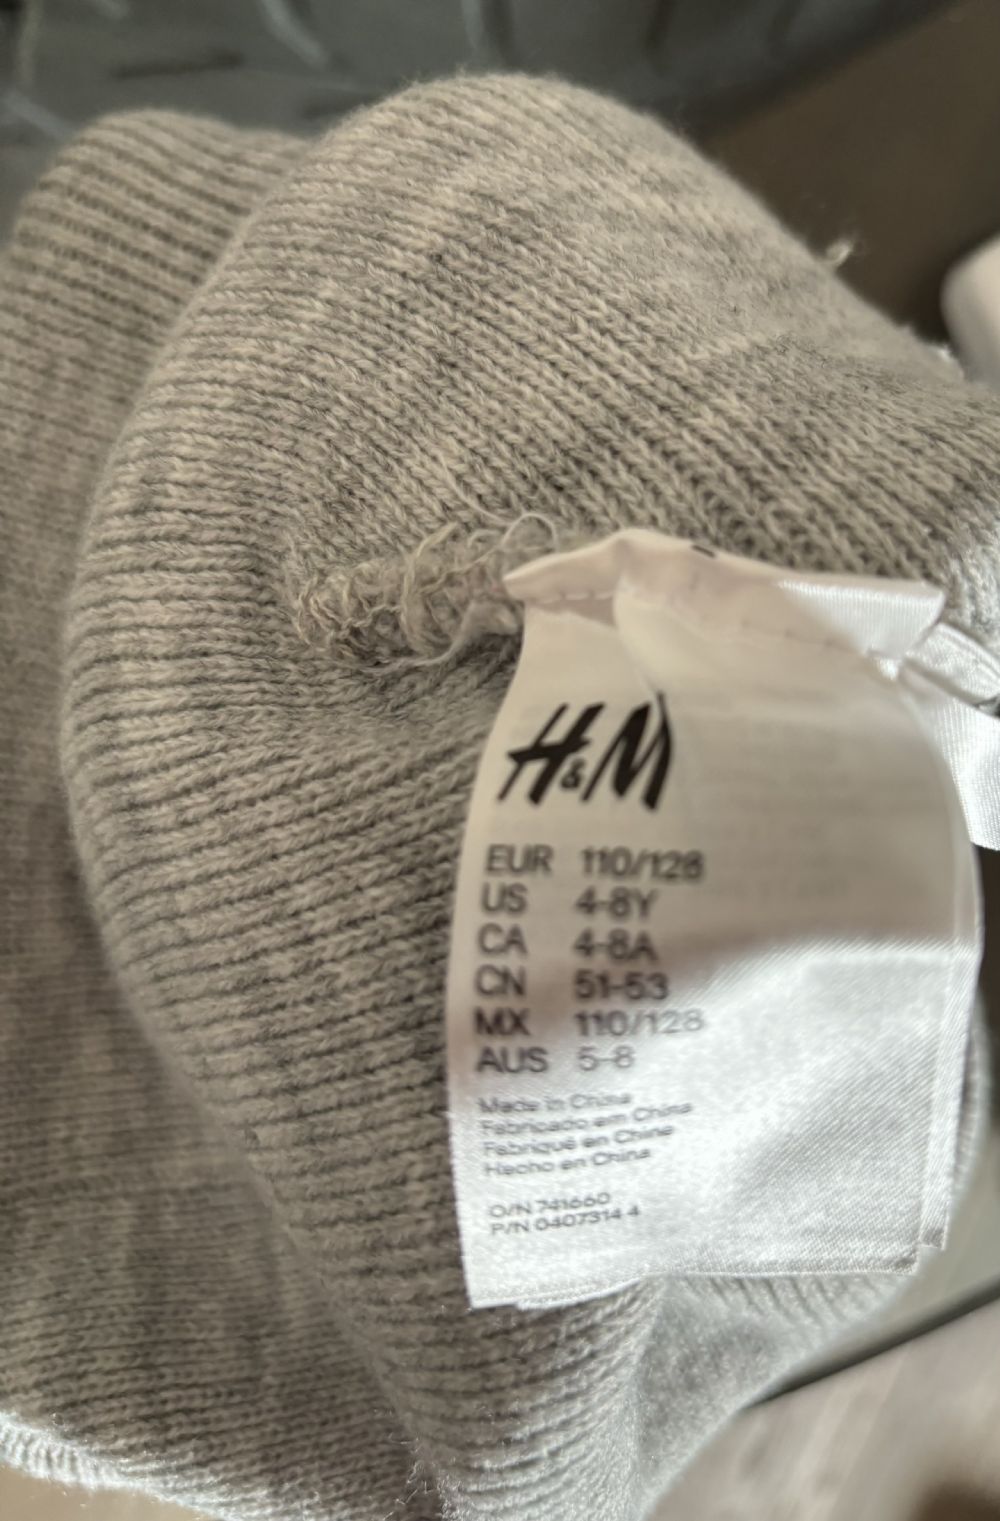 H&M
EUR 110/128
US 4-8Y
CA 4-8A
CN 51-53
MX 110/128
AUS 5-8
Made in China
Fabricado em China
Fabriqué en Chine
Hecho en China
O/N 741660
P/N 0407314 4